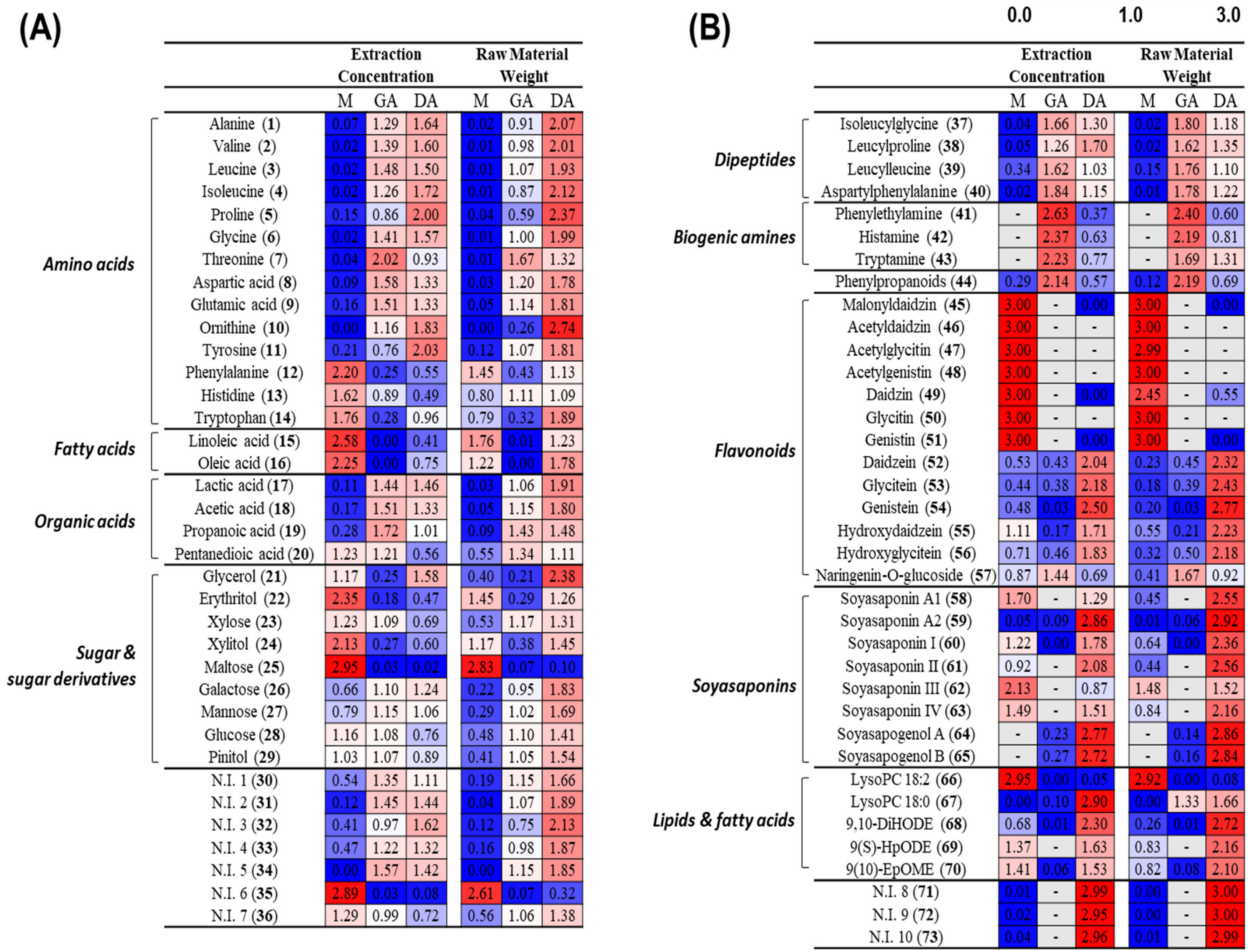 (A)
Extraction Concentration Raw Material Weight
M GA DA M GA DA
Amino acids
Alanine (1) 0.07 1.29 1.64 0.02 0.91 2.07
Valine (2) 0.02 1.39 1.60 0.01 0.98 2.01
Leucine (3) 0.02 1.48 1.50 0.01 1.07 1.93
Isoleucine (4) 0.02 1.26 1.72 0.01 0.87 2.12
Proline (5) 0.15 0.86 2.00 0.04 0.59 2.37
Glycine (6) 0.02 1.41 1.57 0.01 1.00 1.99
Threonine (7) 0.04 2.02 0.93 0.01 1.67 1.32
Aspartic acid (8) 0.09 1.58 1.33 0.03 1.20 1.78
Glutamic acid (9) 0.16 1.51 1.33 0.05 1.14 1.81
Ornithine (10) 0.00 1.16 1.83 0.00 0.26 2.74
Tyrosine (11) 0.21 0.76 2.03 0.12 1.07 1.81
Phenylalanine (12) 2.20 0.25 0.55 1.45 0.43 1.13
Histidine (13) 1.62 0.89 0.49 0.80 1.11 1.09
Tryptophan (14) 1.76 0.28 0.96 0.79 0.32 1.89
Fatty acids
Linoleic acid (15) 2.58 0.00 0.41 1.76 0.01 1.23
Oleic acid (16) 2.25 0.00 0.75 1.22 0.00 1.78
Organic acids
Lactic acid (17) 0.11 1.44 1.46 0.03 1.06 1.91
Acetic acid (18) 0.17 1.51 1.33 0.05 1.15 1.80
Propanoic acid (19) 0.28 1.72 1.01 0.09 1.43 1.48
Pentanedioic acid (20) 1.23 1.21 0.56 0.55 1.34 1.11
Sugar &
sugar derivatives
Glycerol (21) 1.17 0.25 1.58 0.40 0.21 2.38
Erythritol (22) 2.35 0.18 0.47 1.45 0.29 1.26
Xylose (23) 1.23 1.09 0.69 0.53 1.17 1.31
Xylitol (24) 2.13 0.27 0.60 1.17 0.38 1.45
Maltose (25) 2.95 0.03 0.02 2.83 0.07 0.10
Galactose (26) 0.66 1.10 1.24 0.22 0.95 1.83
Mannose (27) 0.79 1.15 1.06 0.29 1.02 1.69
Glucose (28) 1.16 1.08 0.76 0.48 1.10 1.41
Pinitol (29) 1.03 1.07 0.89 0.41 1.05 1.54
N.I. 1 (30) 0.54 1.35 1.11 0.19 1.15 1.66
N.I. 2 (31) 0.12 1.45 1.44 0.04 1.07 1.89
N.I. 3 (32) 0.41 0.97 1.62 0.12 0.75 2.13
N.I. 4 (33) 0.47 1.22 1.32 0.16 0.98 1.87
N.I. 5 (34) 0.00 1.57 1.42 0.00 1.15 1.85
N.I. 6 (35) 2.89 0.03 0.08 2.61 0.07 0.32
N.I. 7 (36) 1.29 0.99 0.72 0.56 1.06 1.38
(B)
0.0 1.0 3.0
Extraction Concentration Raw Material Weight
M GA DA M GA DA
Dipeptides
Isoleucylglycine (37) 0.04 1.66 1.30 0.02 1.80 1.18
Leucylproline (38) 0.05 1.26 1.70 0.02 1.62 1.35
Leucylleucine (39) 0.34 1.62 1.03 0.15 1.76 1.10
Aspartylphenylalanine (40) 0.02 1.84 1.15 0.01 1.78 1.22
Biogenic amines
Phenylethylamine (41) - 2.63 0.37 - 2.40 0.60
Histamine (42) - 2.37 0.63 - 2.19 0.81
Tryptamine (43) - 2.23 0.77 - 1.69 1.31
Phenylpropanoids (44) 0.29 2.14 0.57 0.12 2.19 0.69
Flavonoids
Malonyldaidzin (45) 3.00 - 0.00 3.00 - 0.00
Acetyldaidzin (46) 3.00 - - 3.00 - -
Acetylglycitin (47) 3.00 - - 2.99 - -
Acetylgenistin (48) 3.00 - - 3.00 - -
Daidzin (49) 3.00 - 0.00 2.45 - 0.55
Glycitin (50) 3.00 - - 3.00 - -
Genistin (51) 3.00 - 0.00 3.00 - 0.00
Daidzein (52) 0.53 0.43 2.04 0.23 0.45 2.32
Glycitein (53) 0.44 0.38 2.18 0.18 0.39 2.43
Genistein (54) 0.48 0.03 2.50 0.20 0.03 2.77
Hydroxydaidzein (55) 1.11 0.17 1.71 0.55 0.21 2.23
Hydroxyglycitein (56) 0.71 0.46 1.83 0.32 0.50 2.18
Naringenin-O-glucoside (57) 0.87 1.44 0.69 0.41 1.67 0.92
Soyasaponins
Soyasaponin A1 (58) 1.70 - 1.29 0.45 - 2.55
Soyasaponin A2 (59) 0.05 0.09 2.86 0.01 0.06 2.92
Soyasaponin I (60) 1.22 0.00 1.78 0.64 0.00 2.36
Soyasaponin II (61) 0.92 - 2.08 0.44 - 2.56
Soyasaponin III (62) 2.13 - 0.87 1.48 - 1.52
Soyasaponin IV (63) 1.49 - 1.51 0.84 - 2.16
Soyasapogenol A (64) - 0.23 2.77 - 0.14 2.86
Soyasapogenol B (65) - 0.27 2.72 - 0.16 2.84
Lipids & fatty acids
LysoPC 18:2 (66) 2.95 0.00 0.05 2.92 0.00 0.08
LysoPC 18:0 (67) 0.00 0.10 2.90 0.00 1.33 1.66
9,10-DiHODE (68) 0.68 0.01 2.30 0.26 0.01 2.72
9(S)-HpODE (69) 1.37 - 1.63 0.83 - 2.16
9(10)-EpOME (70) 1.41 0.06 1.53 0.82 0.08 2.10
N.I. 8 (71) 0.01 - 2.99 0.00 - 3.00
N.I. 9 (72) 0.02 - 2.95 0.00 - 3.00
N.I. 10 (73) 0.04 - 2.96 0.01 - 2.99